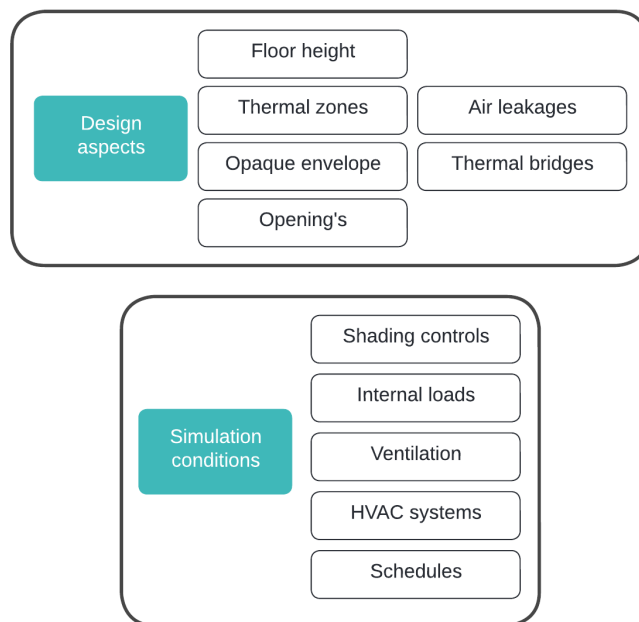 Floor height
Design
aspects
Thermal zones
Air leakages
Opaque envelope
Thermal bridges
Opening's
Shading controls
Internal loads
Simulation
conditions
Ventilation
HVAC systems
Schedules